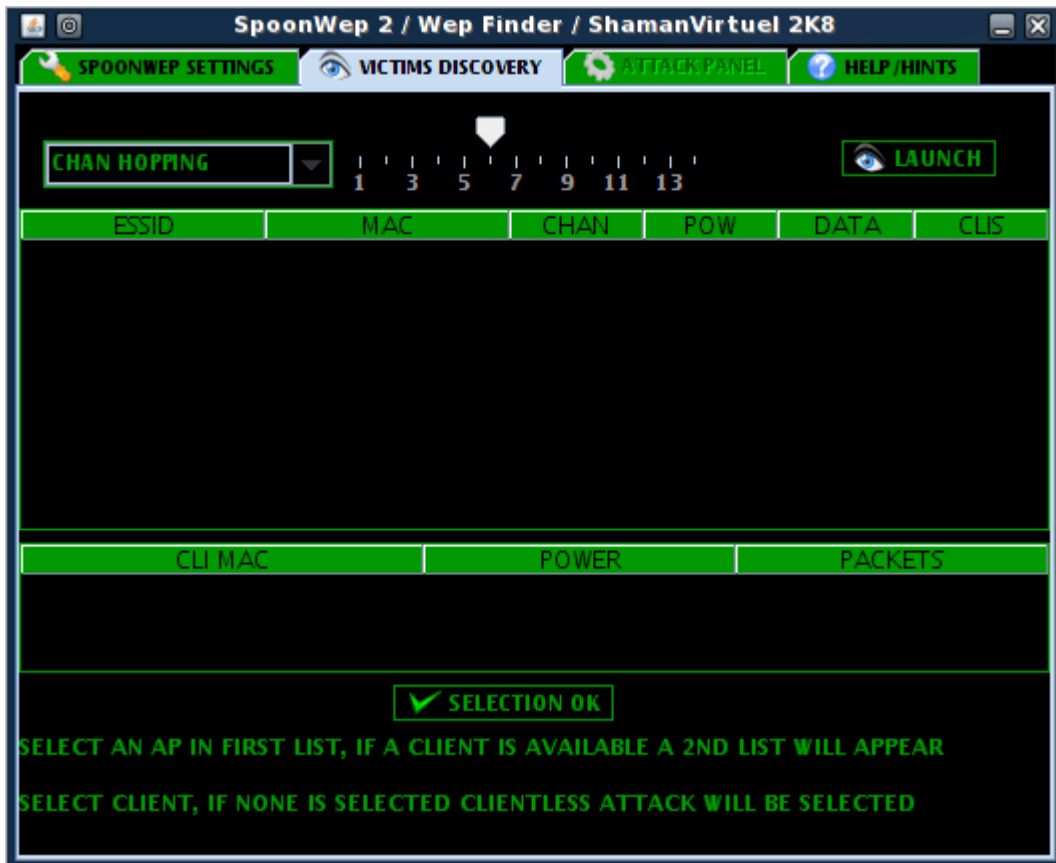 SpoonWep 2 / Wep Finder / ShamanVirtuel 2K8
SPOONWEP SETTINGS VICTIMS DISCOVERY ATTACK PANEL HELP /HINTS
CHAN HOPPING
1 3 5 7 9 11 13
LAUNCH
ESSID MAC CHAN POW DATA CLIS
CLI MAC POWER PACKETS
SELECTION OK
SELECT AN AP IN FIRST LIST, IF A CLIENT IS AVAILABLE A 2ND LIST WILL APPEAR
SELECT CLIENT, IF NONE IS SELECTED CLIENTLESS ATTACK WILL BE SELECTED